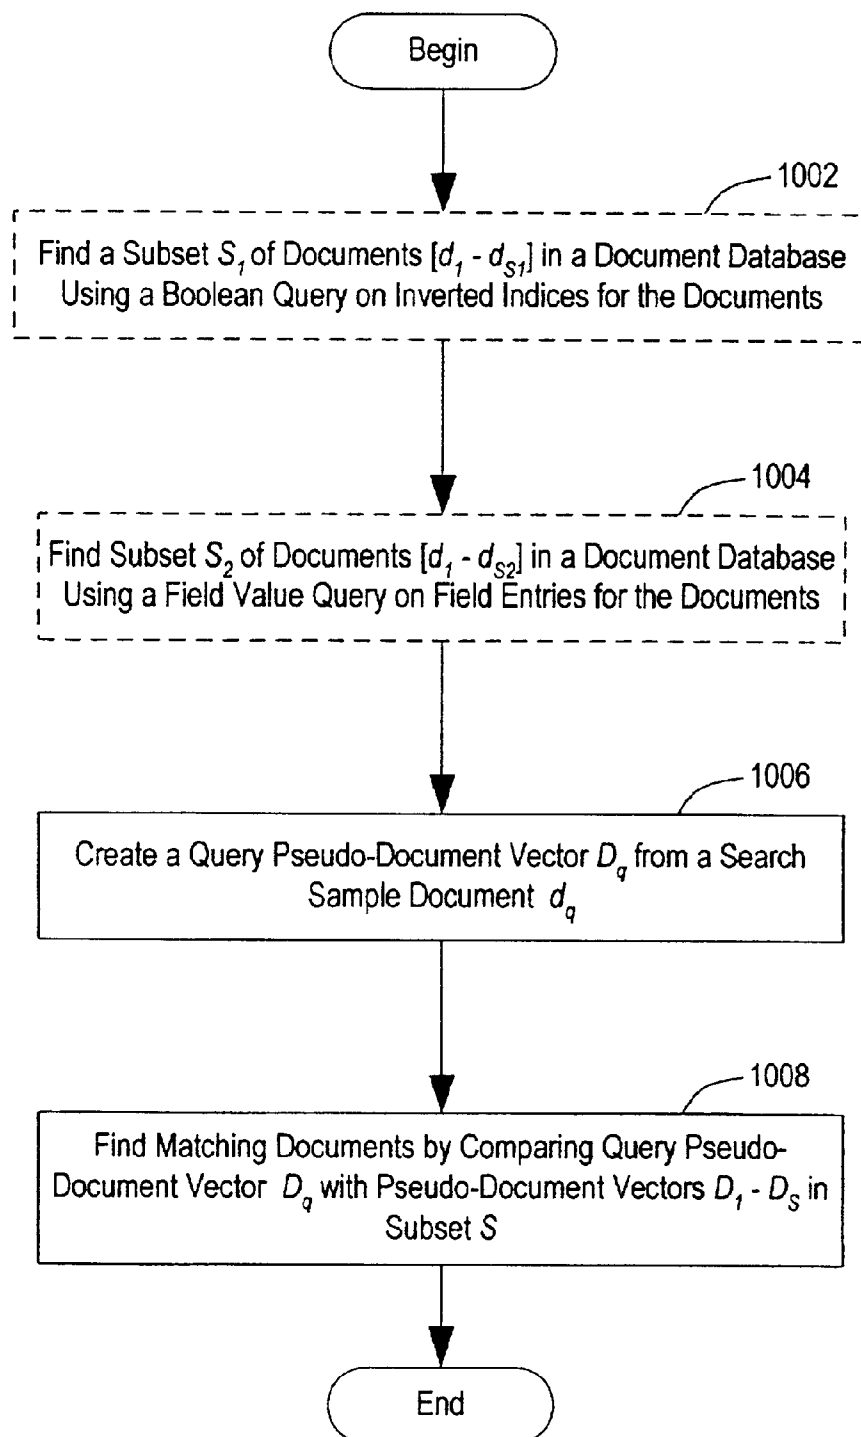 Begin
1002
Find a Subset S1 of Documents [d1 - dS1] in a Document Database
Using a Boolean Query on Inverted Indices for the Documents
1004
Find Subset S2 of Documents [d1 - dS2] in a Document Database
Using a Field Value Query on Field Entries for the Documents
1006
Create a Query Pseudo-Document Vector Dq from a Search
Sample Document dq
1008
Find Matching Documents by Comparing Query Pseudo-
Document Vector Dq with Pseudo-Document Vectors D1 - DS in
Subset S
End